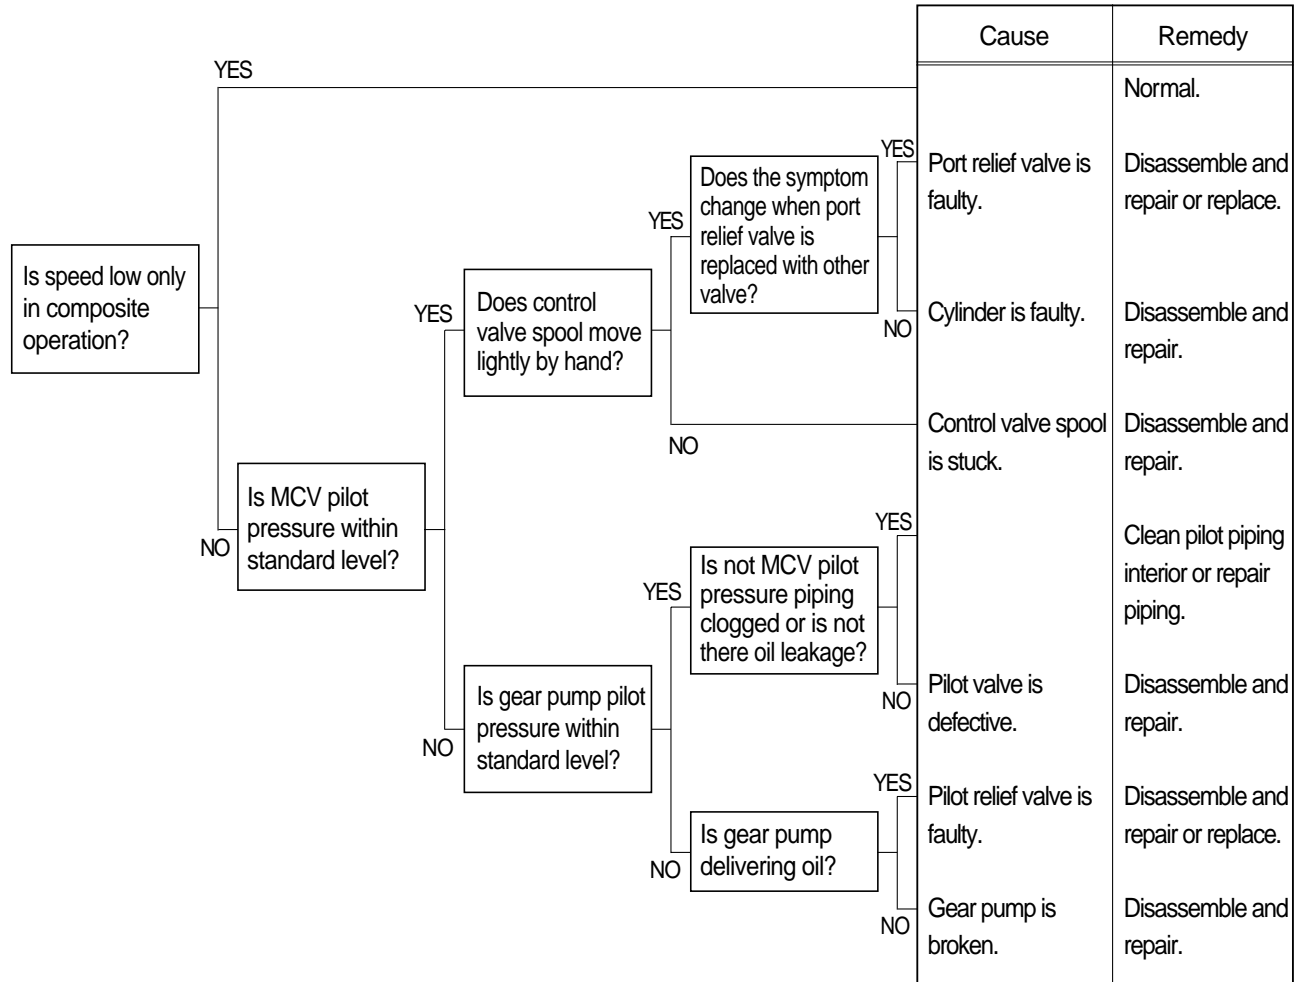 Cause
Remedy
YES
Normal.
Is speed low only
in composite
operation?
NO
Is MCV pilot
pressure within
standard level?
YES
Does control
valve spool move
lightly by hand?
YES
Does the symptom
change when port
relief valve is
replaced with other
valve?
YES
Port relief valve is
faulty.
Disassemble and
repair or replace.
NO
Cylinder is faulty.
Disassemble and
repair.
NO
Control valve spool
is stuck.
Disassemble and
repair.
NO
Is gear pump pilot
pressure within
standard level?
YES
Is not MCV pilot
pressure piping
clogged or is not
there oil leakage?
YES
Clean pilot piping
interior or repair
piping.
NO
Pilot valve is
defective.
Disassemble and
repair.
NO
Is gear pump
delivering oil?
YES
Pilot relief valve is
faulty.
Disassemble and
repair or replace.
NO
Gear pump is
broken.
Disassemble and
repair.